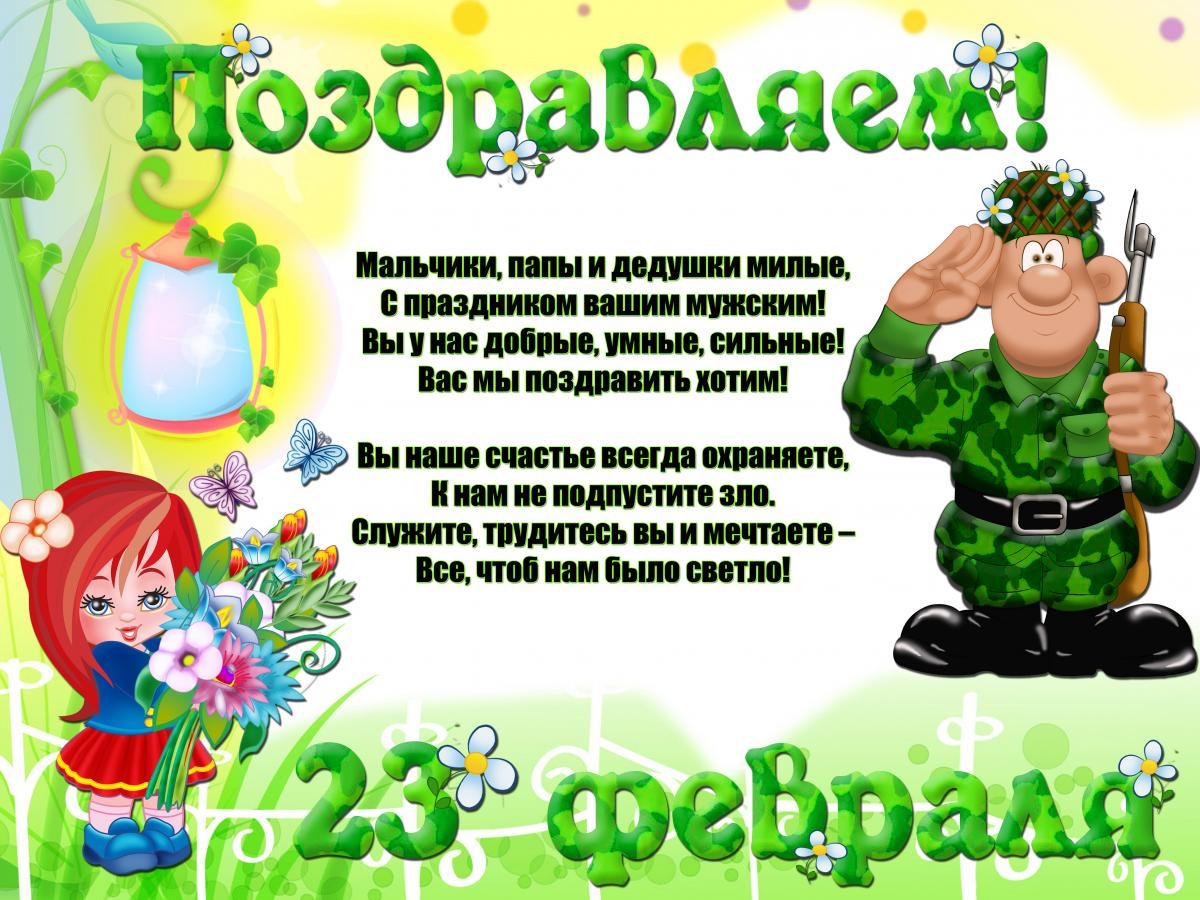 Поздравляем!
Мальчики, папы и дедушки милые,
С праздником вашим мужским!
Вы у нас добрые, умные, сильные!
Вас мы поздравить хотим!
Вы наше счастье всегда охраняете,
К нам не подпустите зло.
Служите, трудитесь вы и мечтаете –
Все, чтоб нам было светло!
23 февраля